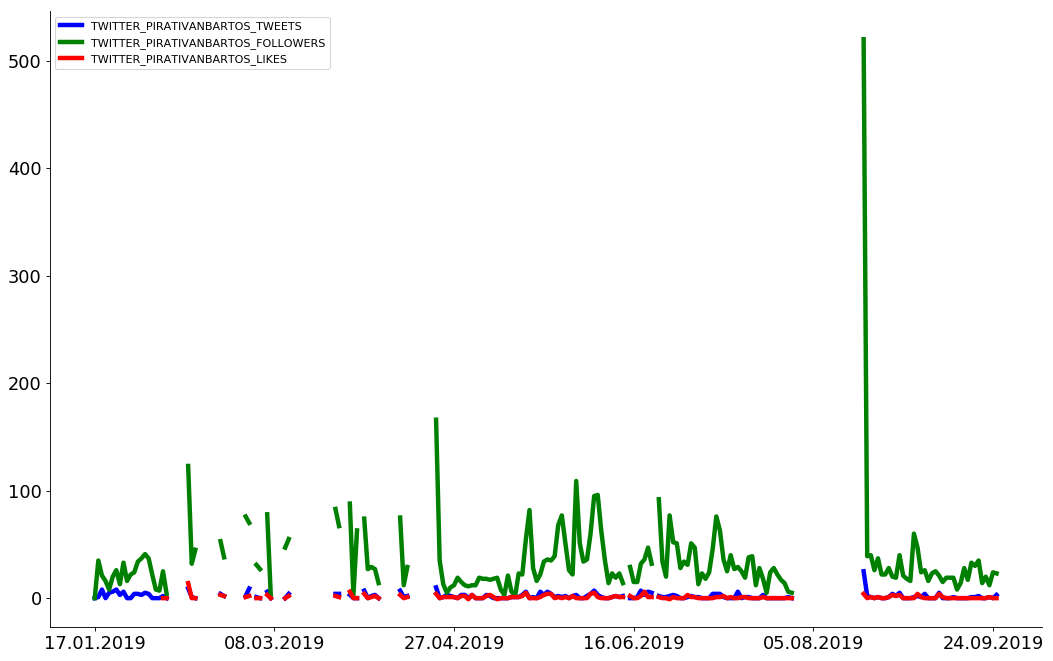 TWITTER_PIRATIVANBARTOS_TWEETS
TWITTER_PIRATIVANBARTOS_FOLLOWERS
TWITTER_PIRATIVANBARTOS_LIKES
500
400
300
200
100
0
17.01.2019 08.03.2019 27.04.2019 16.06.2019 05.08.2019 24.09.2019